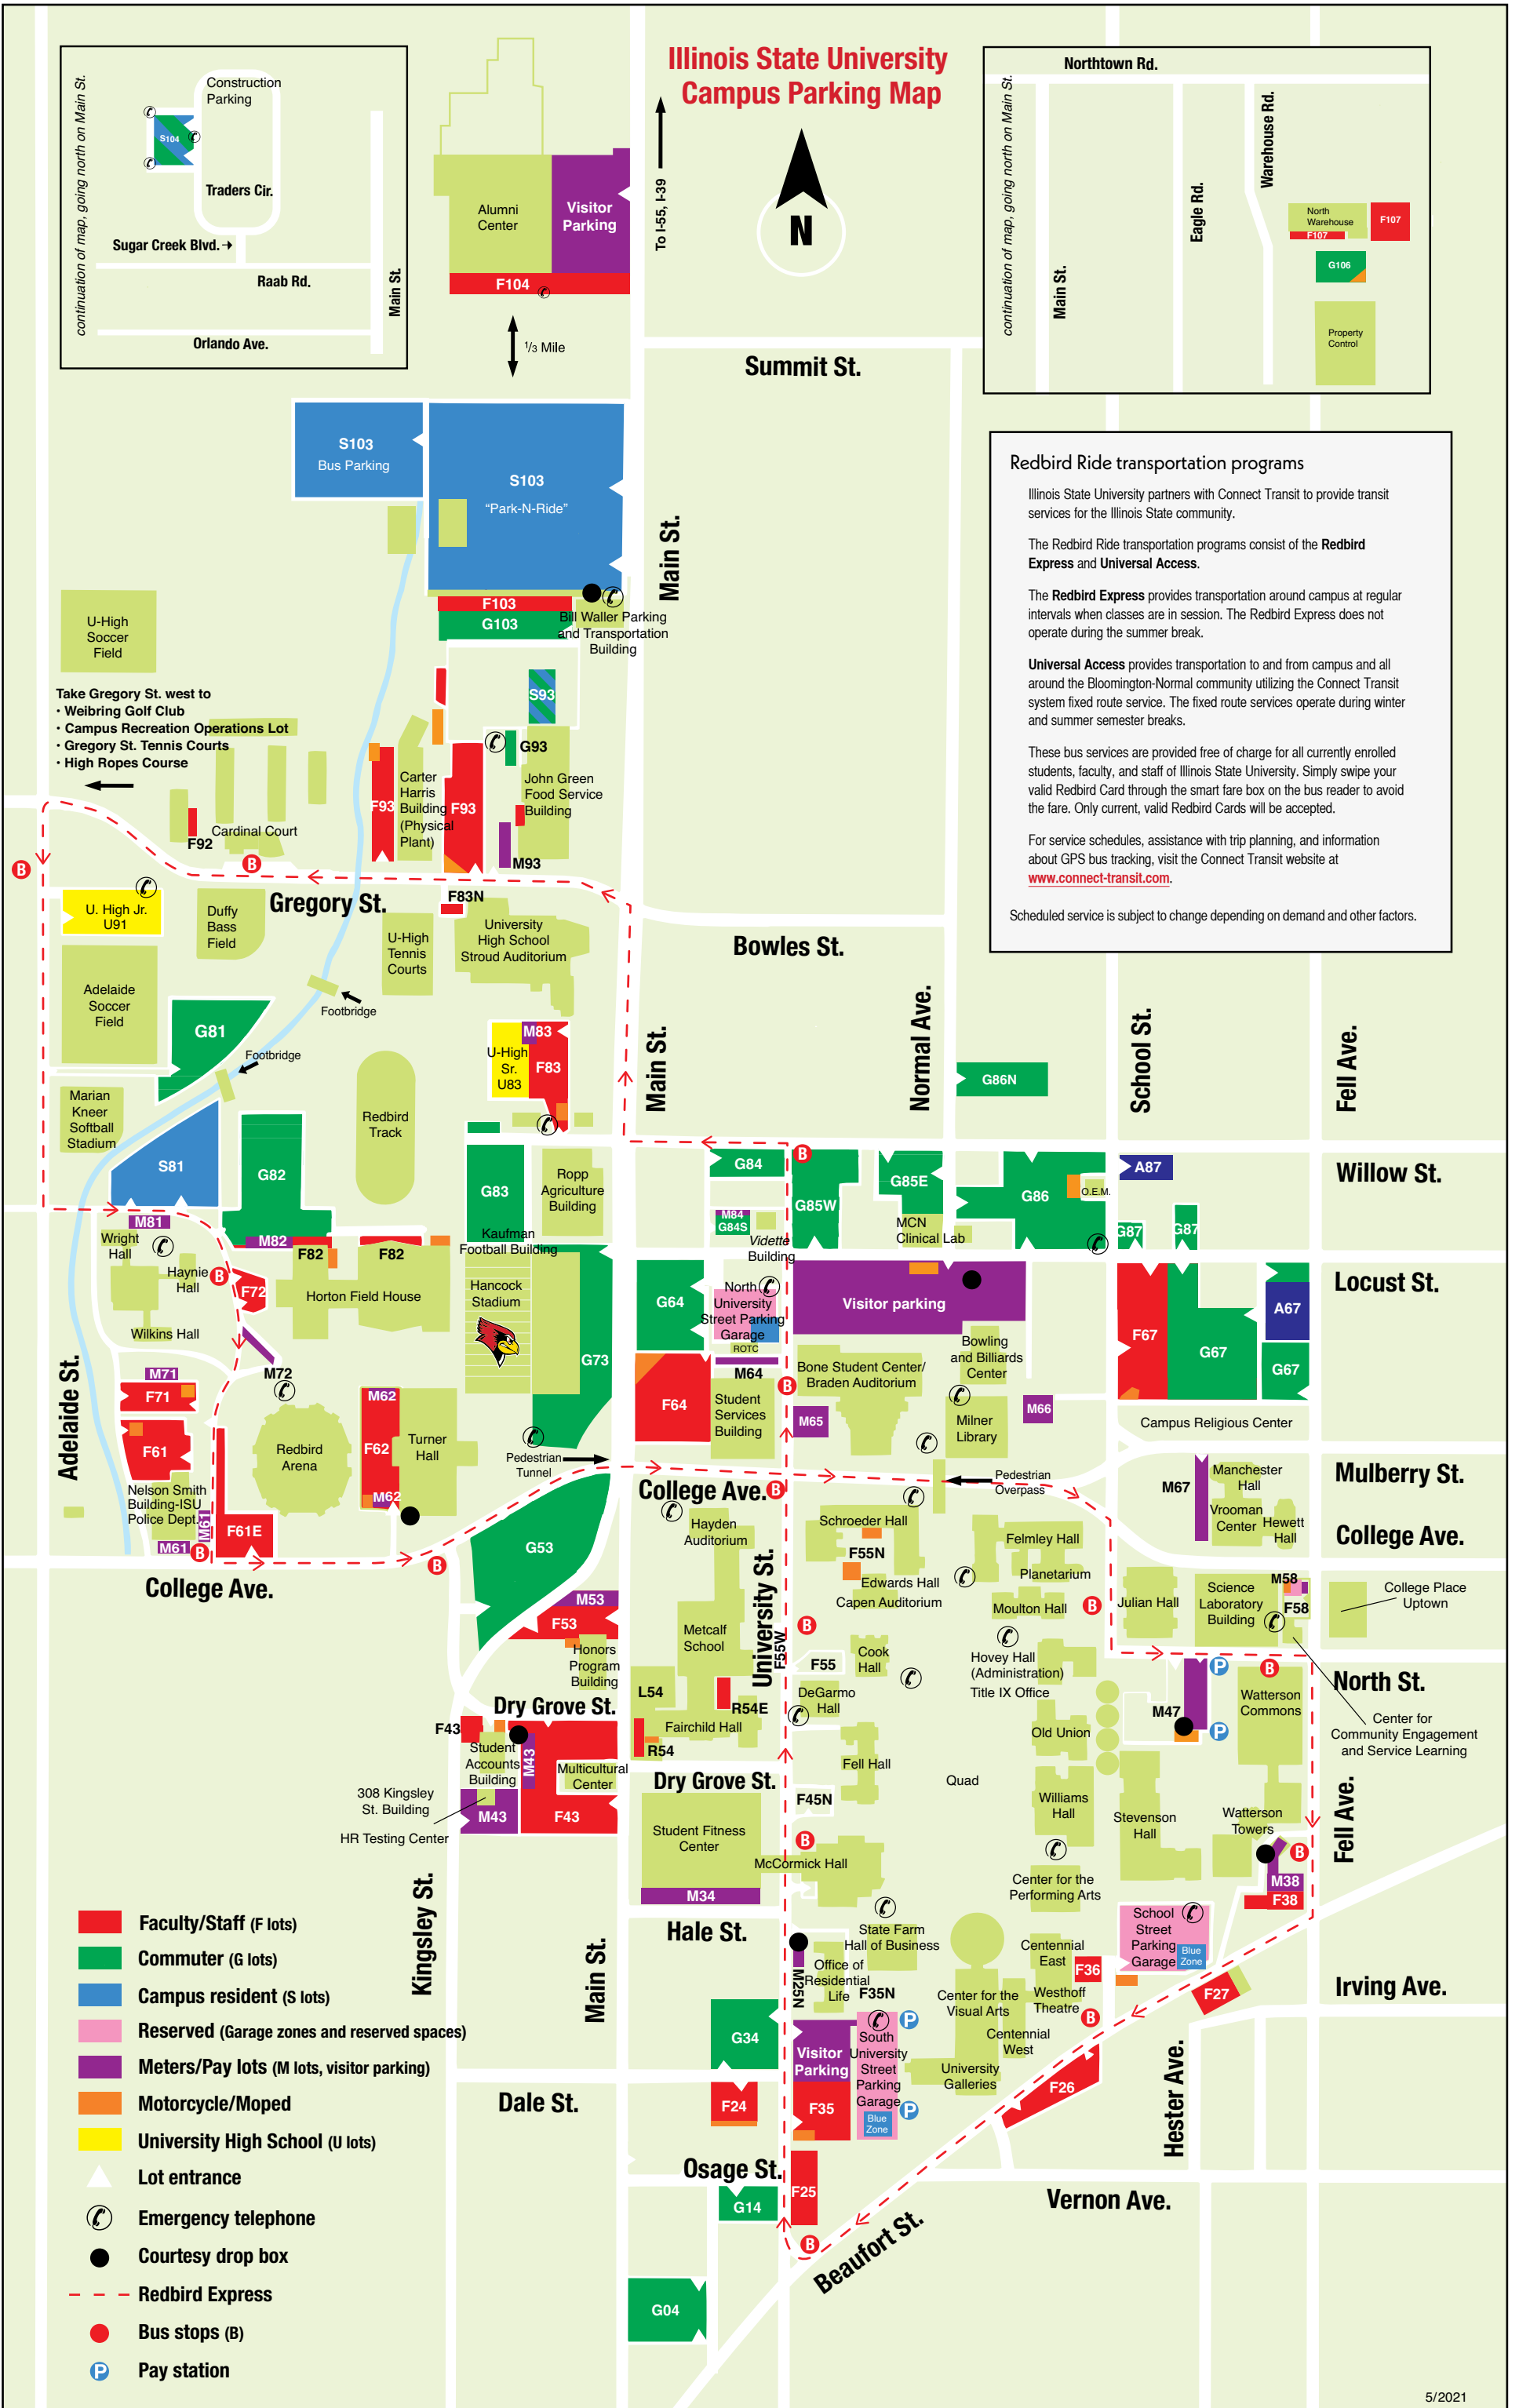 Illinois State University
Campus Parking Map
N
To I-55, I-39
continuation of map, going north on Main St.
Construction
Parking
S104
Traders Cir.
Sugar Creek Blvd.
Raab Rd.
Orlando Ave.
Main St.
Alumni
Center
Visitor
Parking
F104
1/3 Mile
Summit St.
continuation of map, going north on Main St.
Northtown Rd.
Main St.
Eagle Rd.
Warehouse Rd.
North
Warehouse
F107
F107
G106
Property
Control
Redbird Ride transportation programs
Illinois State University partners with Connect Transit to provide transit
services for the Illinois State community.
The Redbird Ride transportation programs consist of the Redbird
Express and Universal Access.
The Redbird Express provides transportation around campus at regular
intervals when classes are in session. The Redbird Express does not
operate during the summer break.
Universal Access provides transportation to and from campus and all
around the Bloomington-Normal community utilizing the Connect Transit
system fixed route service. The fixed route services operate during winter
and summer semester breaks.
These bus services are provided free of charge for all currently enrolled
students, faculty, and staff of Illinois State University. Simply swipe your
valid Redbird Card through the smart fare box on the bus reader to avoid
the fare. Only current, valid Redbird Cards will be accepted.
For service schedules, assistance with trip planning, and information
about GPS bus tracking, visit the Connect Transit website at
www.connect-transit.com.
Scheduled service is subject to change depending on demand and other factors.
S103
Bus Parking
S103
"Park-N-Ride"
Main St.
F103
G103
Bill Waller Parking
and Transportation
Building
U-High
Soccer
Field
Take Gregory St. west to
• Weibring Golf Club
• Campus Recreation Operations Lot
• Gregory St. Tennis Courts
• High Ropes Course
S93
G93
F93
Carter
Harris
Building
(Physical
Plant)
F93
John Green
Food Service
Building
M93
F92
Cardinal Court
B
B
Gregory St.
F83N
U. High Jr.
U91
Duffy
Bass
Field
U-High
Tennis
Courts
University
High School
Stroud Auditorium
Bowles St.
Adelaide
Soccer
Field
Footbridge
G81
Footbridge
M83
U-High
Sr.
U83
F83
Main St.
Normal Ave.
School St.
Fell Ave.
G86N
Marian
Kneer
Softball
Stadium
Redbird
Track
S81
G82
G83
Ropp
Agriculture
Building
G84
B
G85W
G85E
G86
O.E.M.
A87
Willow St.
M81
M82
F82
F82
Kaufman
Football Building
M84
G84S
Vidette
Building
MCN
Clinical Lab
G87
G87
Wright
Hall
Haynie
Hall
B
F72
Horton Field House
Hancock
Stadium
G64
North
University
Street Parking
Garage
ROTC
Visitor parking
Locust St.
A67
F67
G67
G67
Wilkins Hall
G73
M64
Bowling
and Billiards
Center
Bone Student Center/
Braden Auditorium
Adelaide St.
M71
F71
M72
M62
F64
Student
Services
Building
B
M65
Milner
Library
M66
Campus Religious Center
F61
Redbird
Arena
F62
Turner
Hall
Pedestrian
Tunnel
Pedestrian
Overpass
Mulberry St.
Nelson Smith
Building-ISU
Police Dept.
M61
M61
F61E
M62
B
B
College Ave.
College Ave.
B
G53
Hayden
Auditorium
Schroeder Hall
F55N
Edwards Hall
Capen Auditorium
Felmley Hall
Planetarium
Moulton Hall
B
M67
Manchester
Hall
Vrooman
Center
Hewett
Hall
College Ave.
Julian Hall
Science
Laboratory
Building
M58
F58
College Place
Uptown
M53
F53
Honors
Program
Building
Metcalf
School
University St.
F55W
B
F55
Cook
Hall
Hovey Hall
(Administration)
Title IX Office
P
B
North St.
L54
R54E
DeGarmo
Hall
Dry Grove St.
F43
Student
Accounts
Building
M43
Multicultural
Center
Fairchild Hall
R54
Old Union
M47
P
Watterson
Commons
Center for
Community Engagement
and Service Learning
Dry Grove St.
Fell Hall
Quad
308 Kingsley
St. Building
HR Testing Center
M43
F43
F45N
Student Fitness
Center
B
Williams
Hall
Stevenson
Hall
Watterson
Towers
Fell Ave.
McCormick Hall
M34
Center for the
Performing Arts
B
M38
F38
Kingsley St.
Hale St.
Main St.
State Farm
Hall of Business
Office of
Residential
Life
M25N
F35N
Centennial
East
F36
School
Street
Parking
Garage
Blue
Zone
F27
Irving Ave.
Center for the
Visual Arts
Westhoff
Theatre
B
Centennial
West
G34
Visitor
Parking
South
University
Street
Parking
Garage
Blue
Zone
P
P
University
Galleries
Dale St.
F24
F35
F26
Hester Ave.
Osage St.
F25
G14
B
Vernon Ave.
Beaufort St.
G04
Faculty/Staff (F lots)
Commuter (G lots)
Campus resident (S lots)
Reserved (Garage zones and reserved spaces)
Meters/Pay lots (M lots, visitor parking)
Motorcycle/Moped
University High School (U lots)
Lot entrance
Emergency telephone
Courtesy drop box
Redbird Express
Bus stops (B)
P Pay station
5/2021